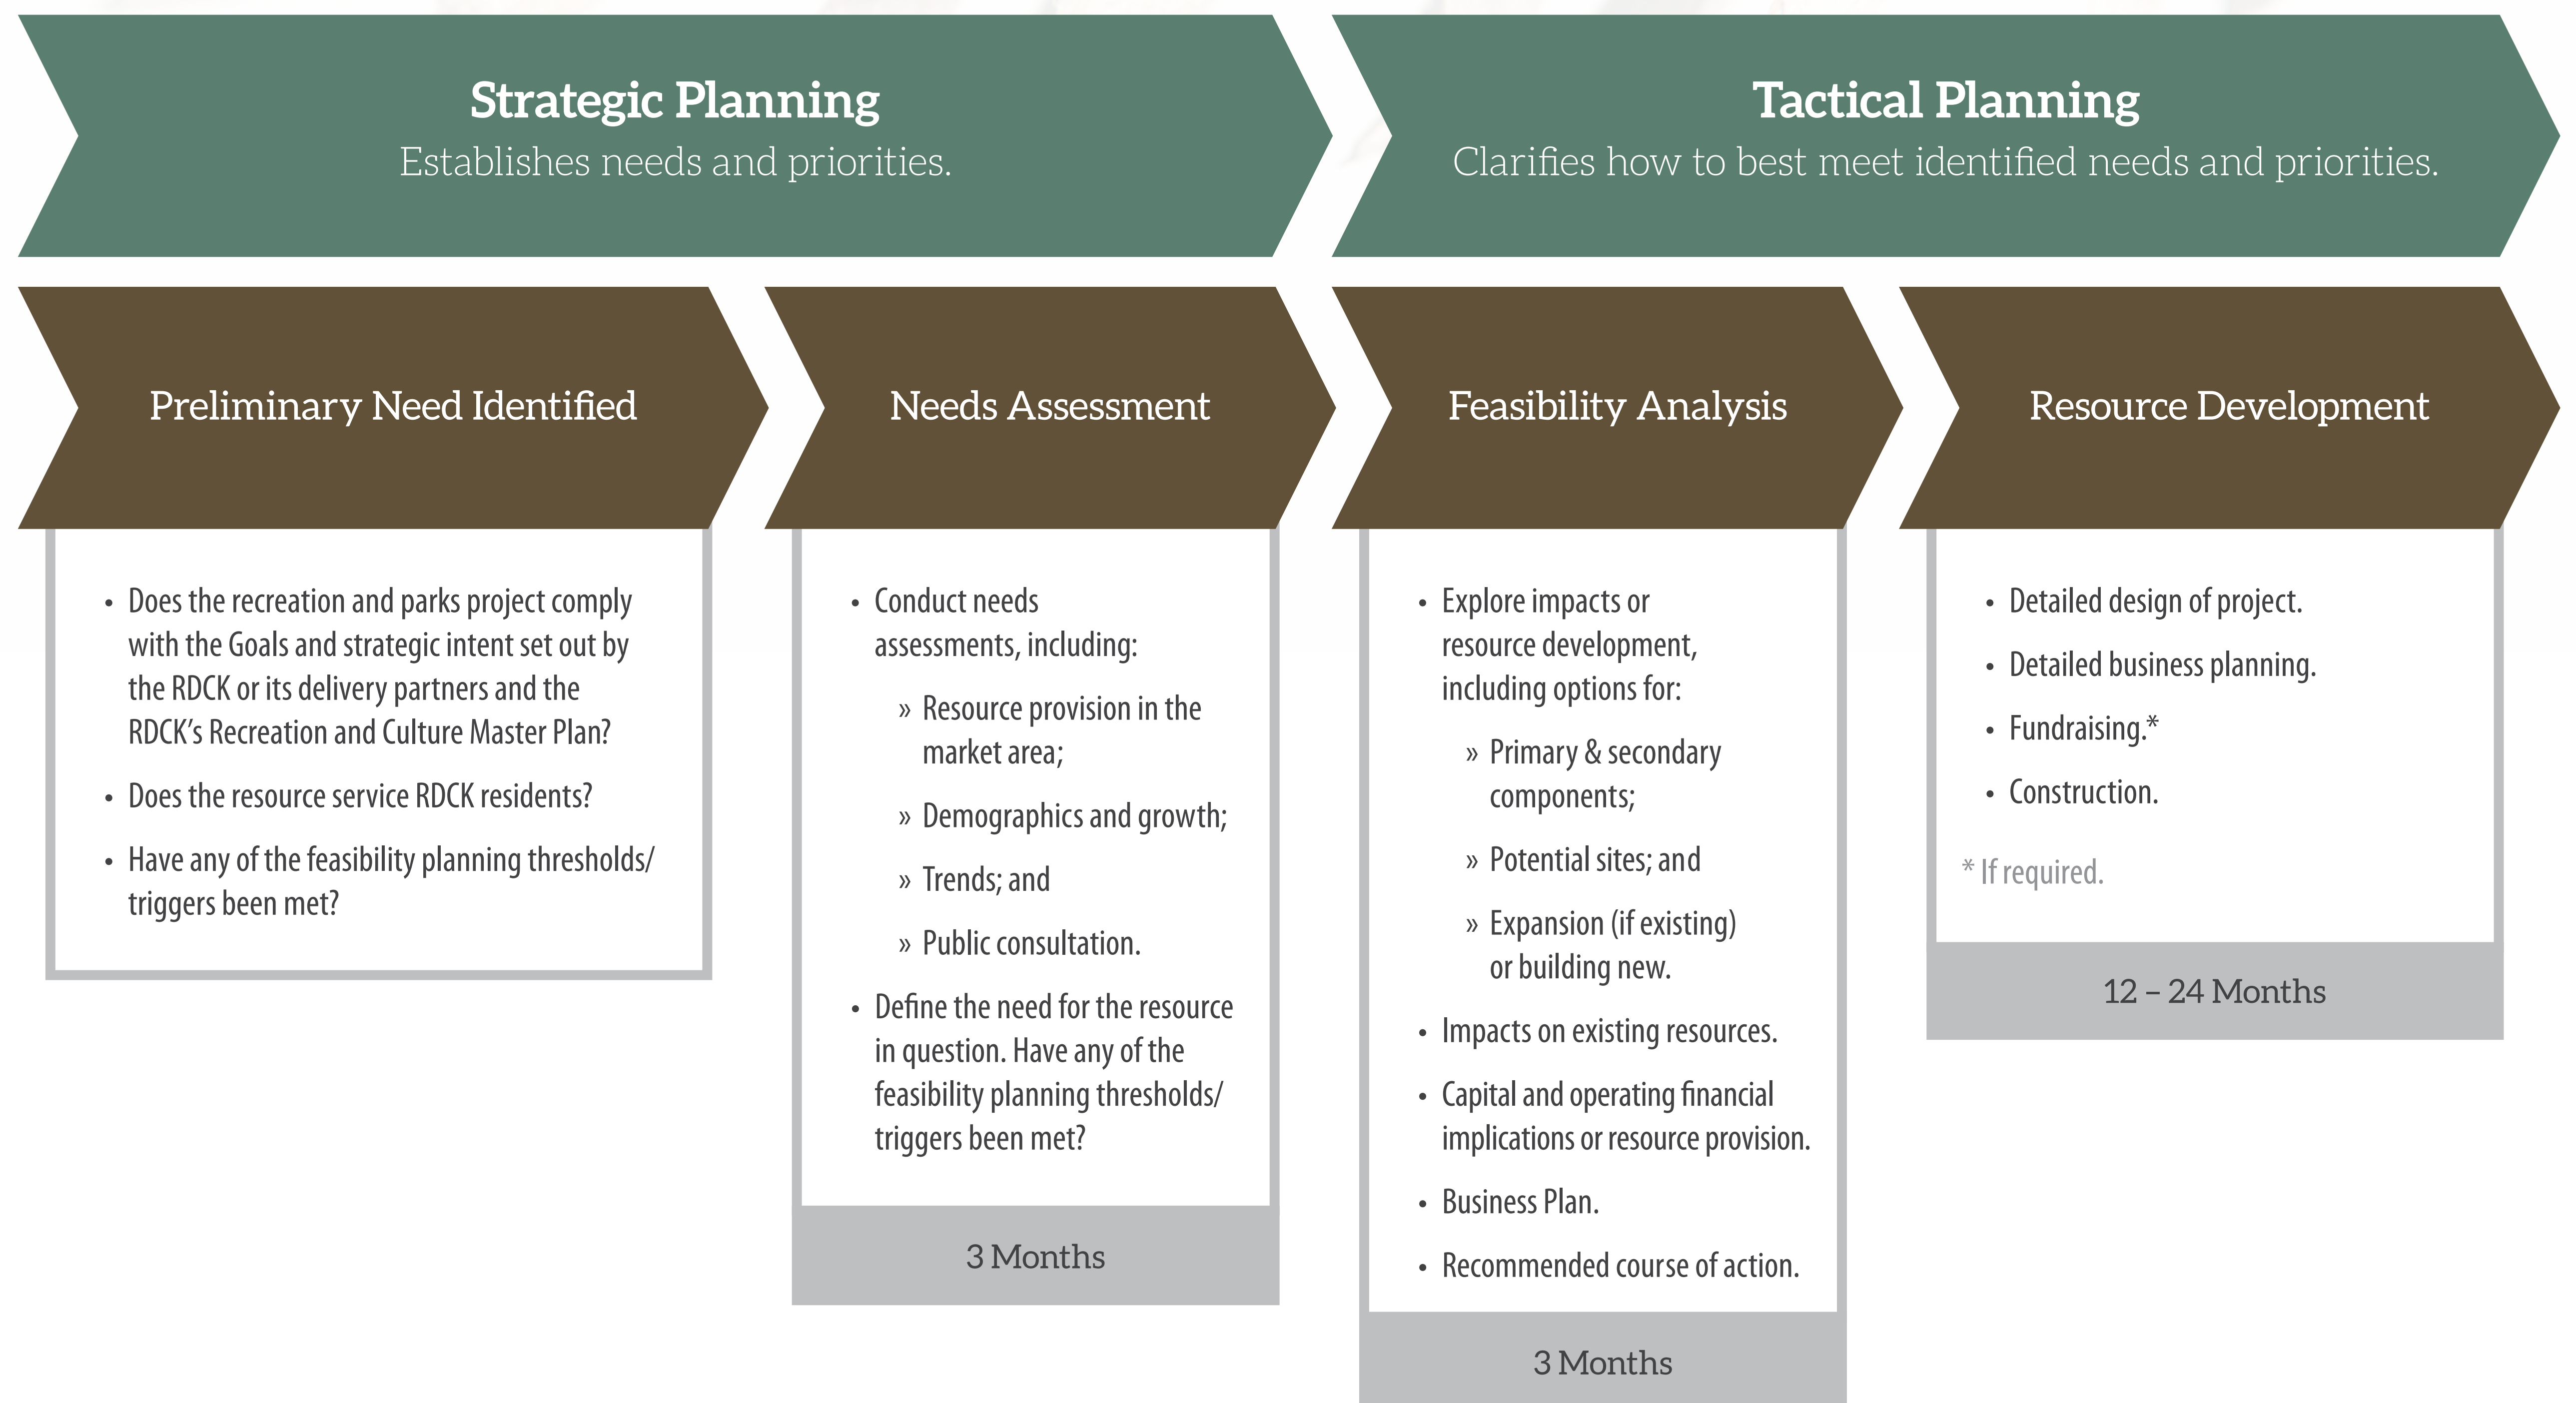 Strategic Planning
Establishes needs and priorities.
Tactical Planning
Clarifies how to best meet identified needs and priorities.
Preliminary Need Identified
• Does the recreation and parks project comply
with the Goals and strategic intent set out by
the RDCK or its delivery partners and the
RDCK’s Recreation and Culture Master Plan?
• Does the resource service RDCK residents?
• Have any of the feasibility planning thresholds/
triggers been met?
Needs Assessment
• Conduct needs
assessments, including:
» Resource provision in the
market area;
» Demographics and growth;
» Trends; and
» Public consultation.
• Define the need for the resource
in question. Have any of the
feasibility planning thresholds/
triggers been met?
3 Months
Feasibility Analysis
• Explore impacts or
resource development,
including options for:
» Primary & secondary
components;
» Potential sites; and
» Expansion (if existing)
or building new.
• Impacts on existing resources.
• Capital and operating financial
implications or resource provision.
• Business Plan.
• Recommended course of action.
3 Months
Resource Development
• Detailed design of project.
• Detailed business planning.
• Fundraising.*
• Construction.
* If required.
12 – 24 Months